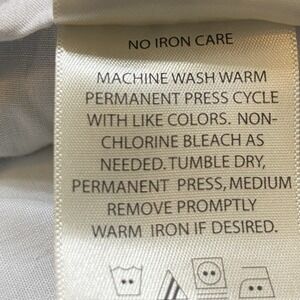 NO IRON CARE
MACHINE WASH WARM
PERMANENT PRESS CYCLE
WITH LIKE COLORS. NON-
CHLORINE BLEACH AS
NEEDED. TUMBLE DRY,
PERMANENT PRESS, MEDIUM
REMOVE PROMPTLY
WARM IRON IF DESIRED.